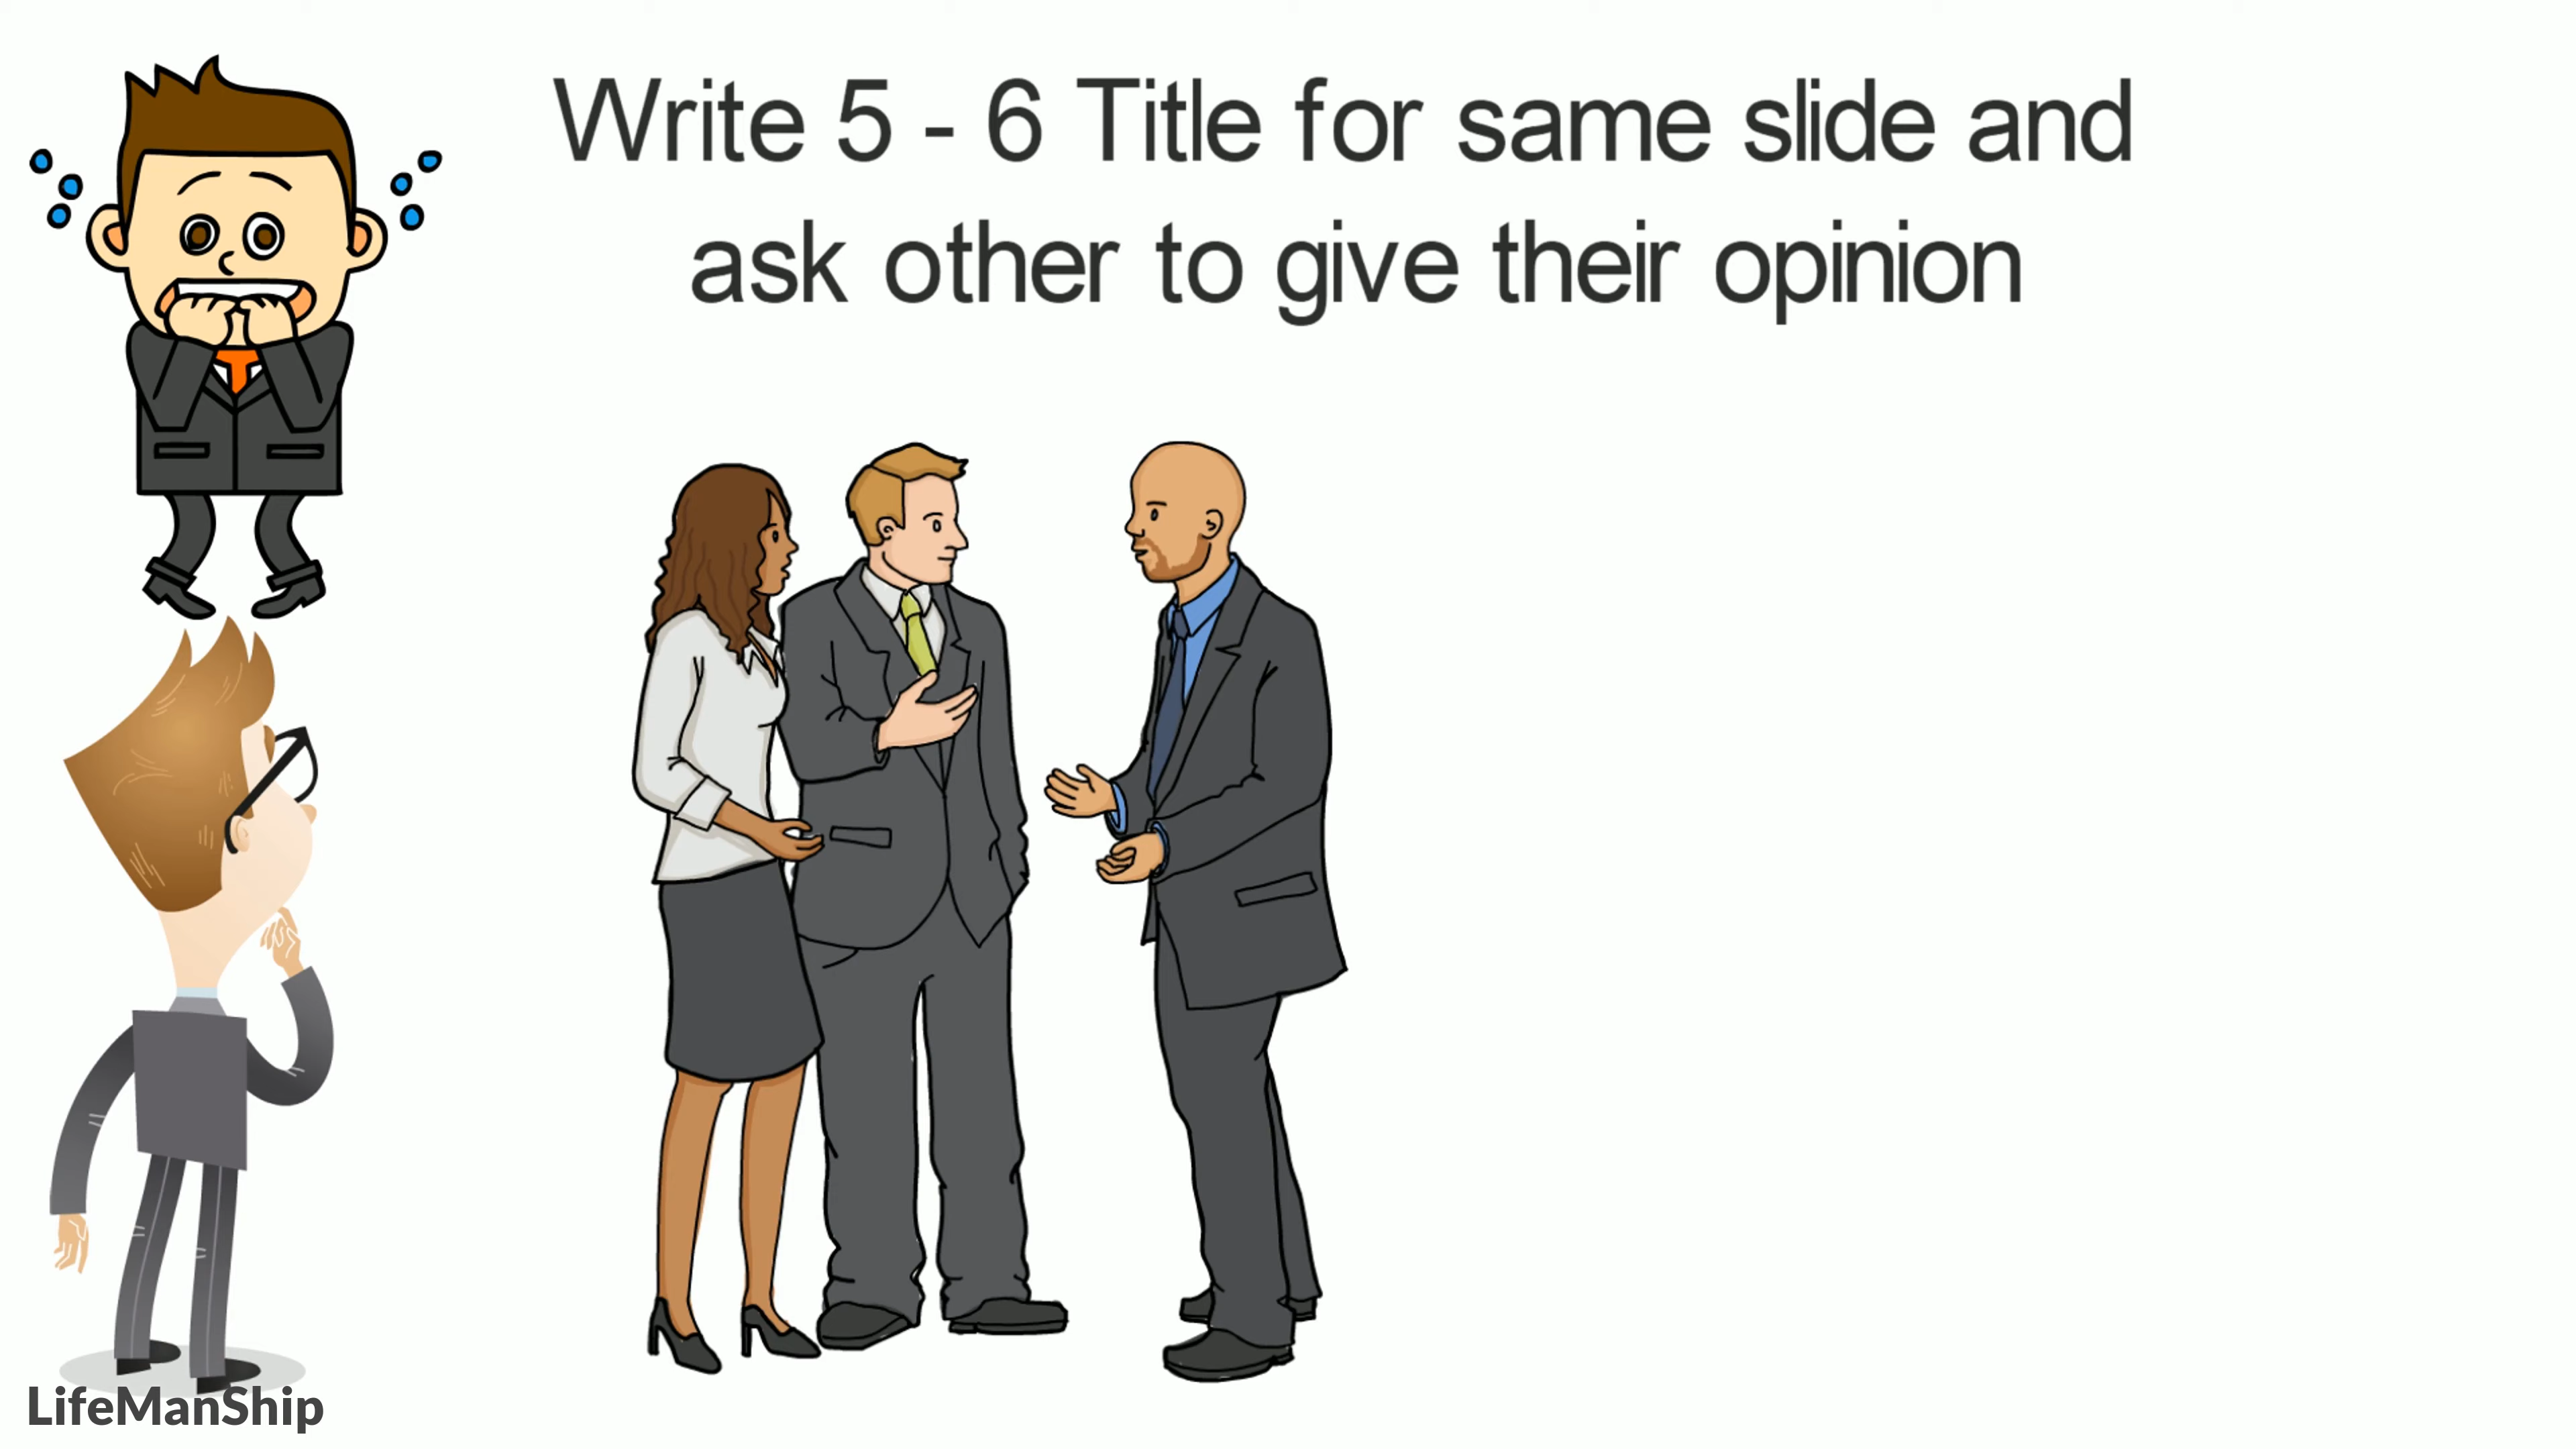 Write 5 - 6 Title for same slide and
ask other to give their opinion
LifeManShip